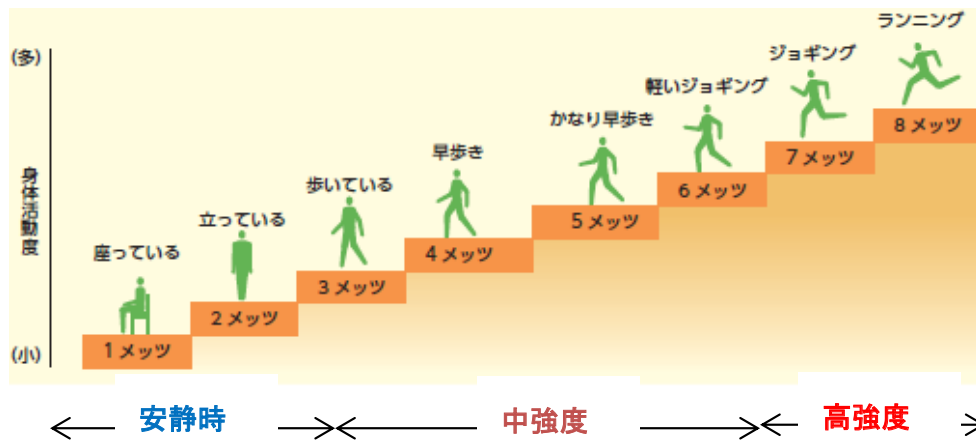 (多)
身体活動度
(小)
座っている
1メッツ
立っている
2メッツ
歩いている
3メッツ
早歩き
4メッツ
かなり早歩き
5メッツ
軽いジョギング
6メッツ
ジョギング
7メッツ
ランニング
8メッツ
安静時
中強度
高強度